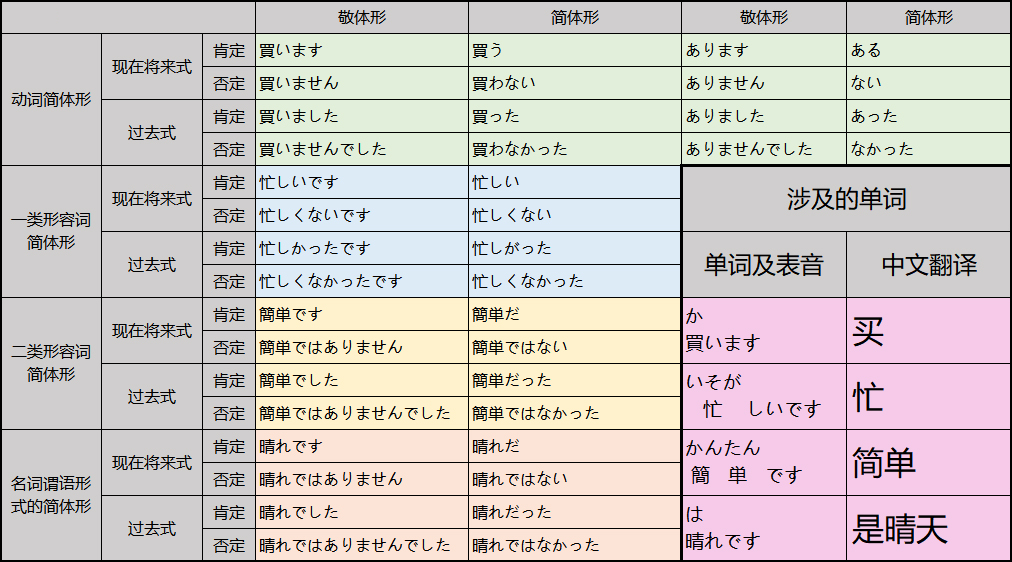 敬体形 简体形 敬体形 简体形
动词简体形 现在将来式 肯定 買います 買う あります ある
否定 買いません 買わない ありません ない
过去式 肯定 買いました 買った ありました あった
否定 買いませんでした 買わなかった ありませんでした なかった
一类形容词
简体形 现在将来式 肯定 忙しいです 忙しい 涉及的单词
否定 忙しくないです 忙しくない
过去式 肯定 忙しかったです 忙しがった 单词及表音 中文翻译
否定 忙しくなかったです 忙しくなかった
二类形容词
简体形 现在将来式 肯定 簡単です 簡単だ か
買います 买
否定 簡単ではありません 簡単ではない
过去式 肯定 簡単でした 簡単だった いそが
忙 しいです 忙
否定 簡単ではありませんでした 簡単ではなかった
名词谓语形
式的简体形 现在将来式 肯定 晴れです 晴れだ かんたん
簡 単 です 简单
否定 晴れではありません 晴れではない
过去式 肯定 晴れでした 晴れだった は
晴れです 是晴天
否定 晴れではありませんでした 晴れではなかった